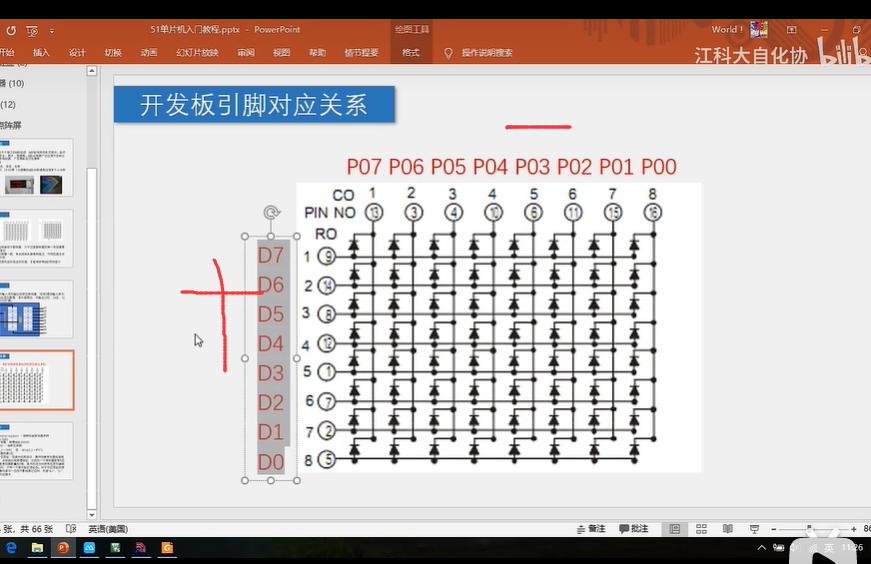 51单片机入门教程.pptx - PowerPoint
绘图工具
World !
开始 插入 设计 切换 动画 幻灯片放映 审阅 视图 帮助 情节提要 格式 操作说明搜索
江科大自化协 bilibili
(10)
(12)
点阵屏
开发板引脚对应关系
P07 P06 P05 P04 P03 P02 P01 P00
CO 1 2 3 4 5 6 7 8
PIN NO 13 3 4 10 6 11 15 16
RO
D7 1 9
D6 2 14
D5 3 8
D4 4 12
D3 5 1
D2 6 7
D1 7 2
D0 8 5
张，共 66 张 英语(美国) 备注 批注
英 11:26